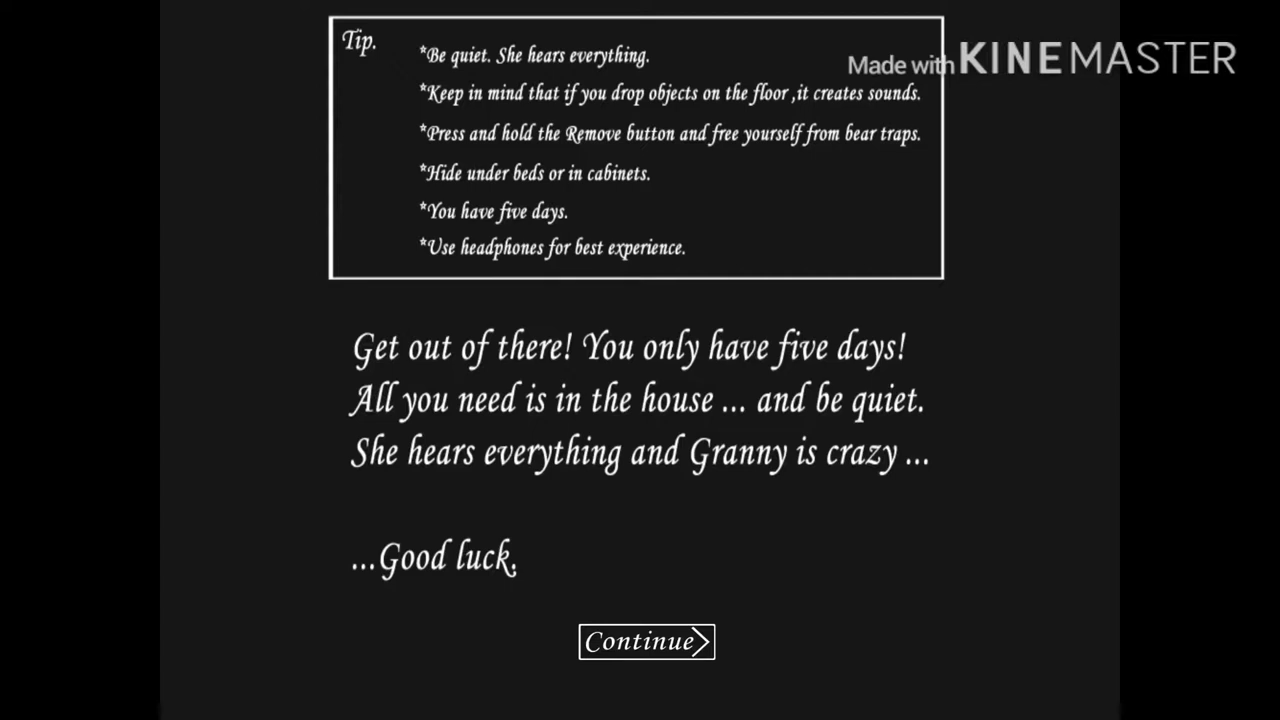 Tip.
*Be quiet. She hears everything.
Made with KINEMASTER
*Keep in mind that if you drop objects on the floor ,it creates sounds.
*Press and hold the Remove button and free yourself from bear traps.
*Hide under beds or in cabinets.
*You have five days.
*Use headphones for best experience.
Get out of there! You only have five days!
All you need is in the house ... and be quiet.
She hears everything and Granny is crazy ...
...Good luck.
Continue